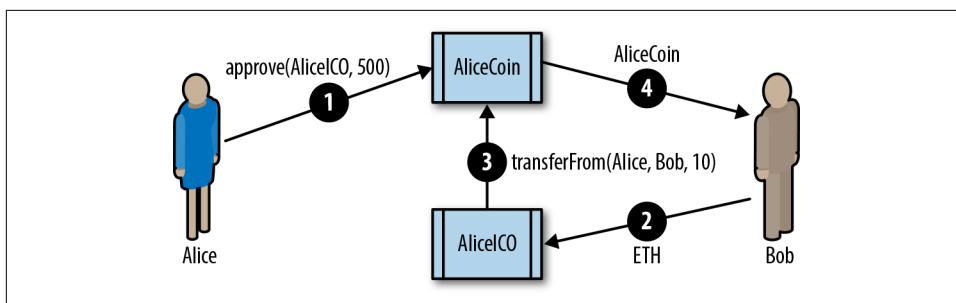 approve(AliceICO, 500)
1
AliceCoin
AliceCoin
4
3
transferFrom(Alice, Bob, 10)
AliceICO
2
ETH
Alice
Bob